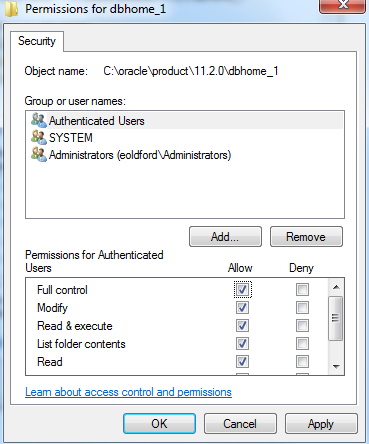 Permissions for dbhome_1
Security
Object name: C:\oracle\product\11.2.0\dbhome_1
Group or user names:
Authenticated Users
SYSTEM
Administrators (eoldford\Administrators)
Add... Remove
Permissions for Authenticated
Users Allow Deny
Full control
Modify
Read & execute
List folder contents
Read
Learn about access control and permissions
OK Cancel Apply